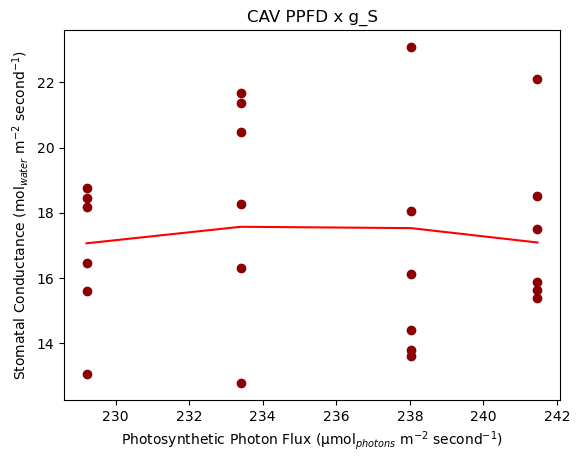 CAV PPFD x g_S
Stomatal Conductance (mol_water m⁻² second⁻¹)
22
20
18
16
14
230 232 234 236 238 240 242
Photosynthetic Photon Flux (μmol_photons m⁻² second⁻¹)